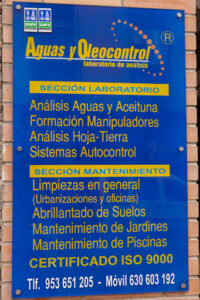 Aguas y Oleocontrol ®
laboratorio de análisis
SECCIÓN LABORATORIO
Análisis Aguas y Aceituna
Formación Manipuladores
Análisis Hoja-Tierra
Sistemas Autocontrol
SECCIÓN MANTENIMIENTO
Limpiezas en general
(Urbanizaciones y oficinas)
Abrillantado de Suelos
Mantenimiento de Jardines
Mantenimiento de Piscinas
CERTIFICADO ISO 9000
Tlf. 953 651 205 - Móvil 630 603 192